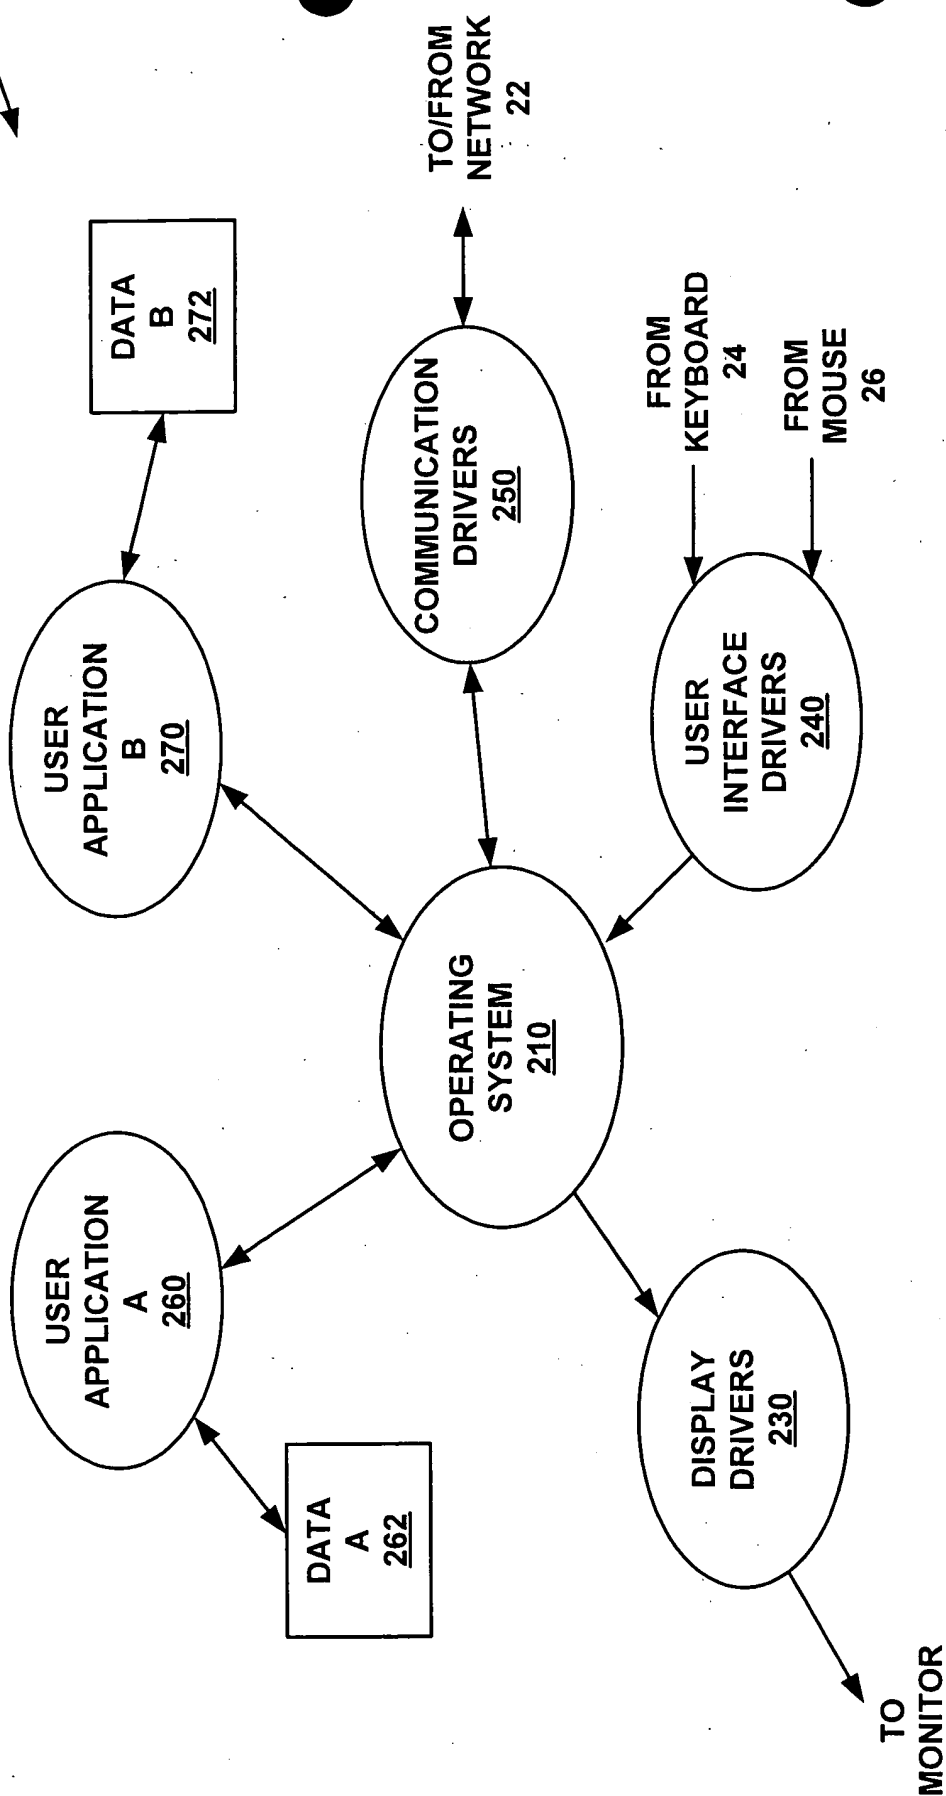 USER
APPLICATION
A
260
USER
APPLICATION
B
270
DATA
B
272
DATA
A
262
OPERATING
SYSTEM
210
COMMUNICATION
DRIVERS
250
TO/FROM
NETWORK
22
DISPLAY
DRIVERS
230
USER
INTERFACE
DRIVERS
240
FROM
KEYBOARD
24
FROM
MOUSE
26
TO
MONITOR